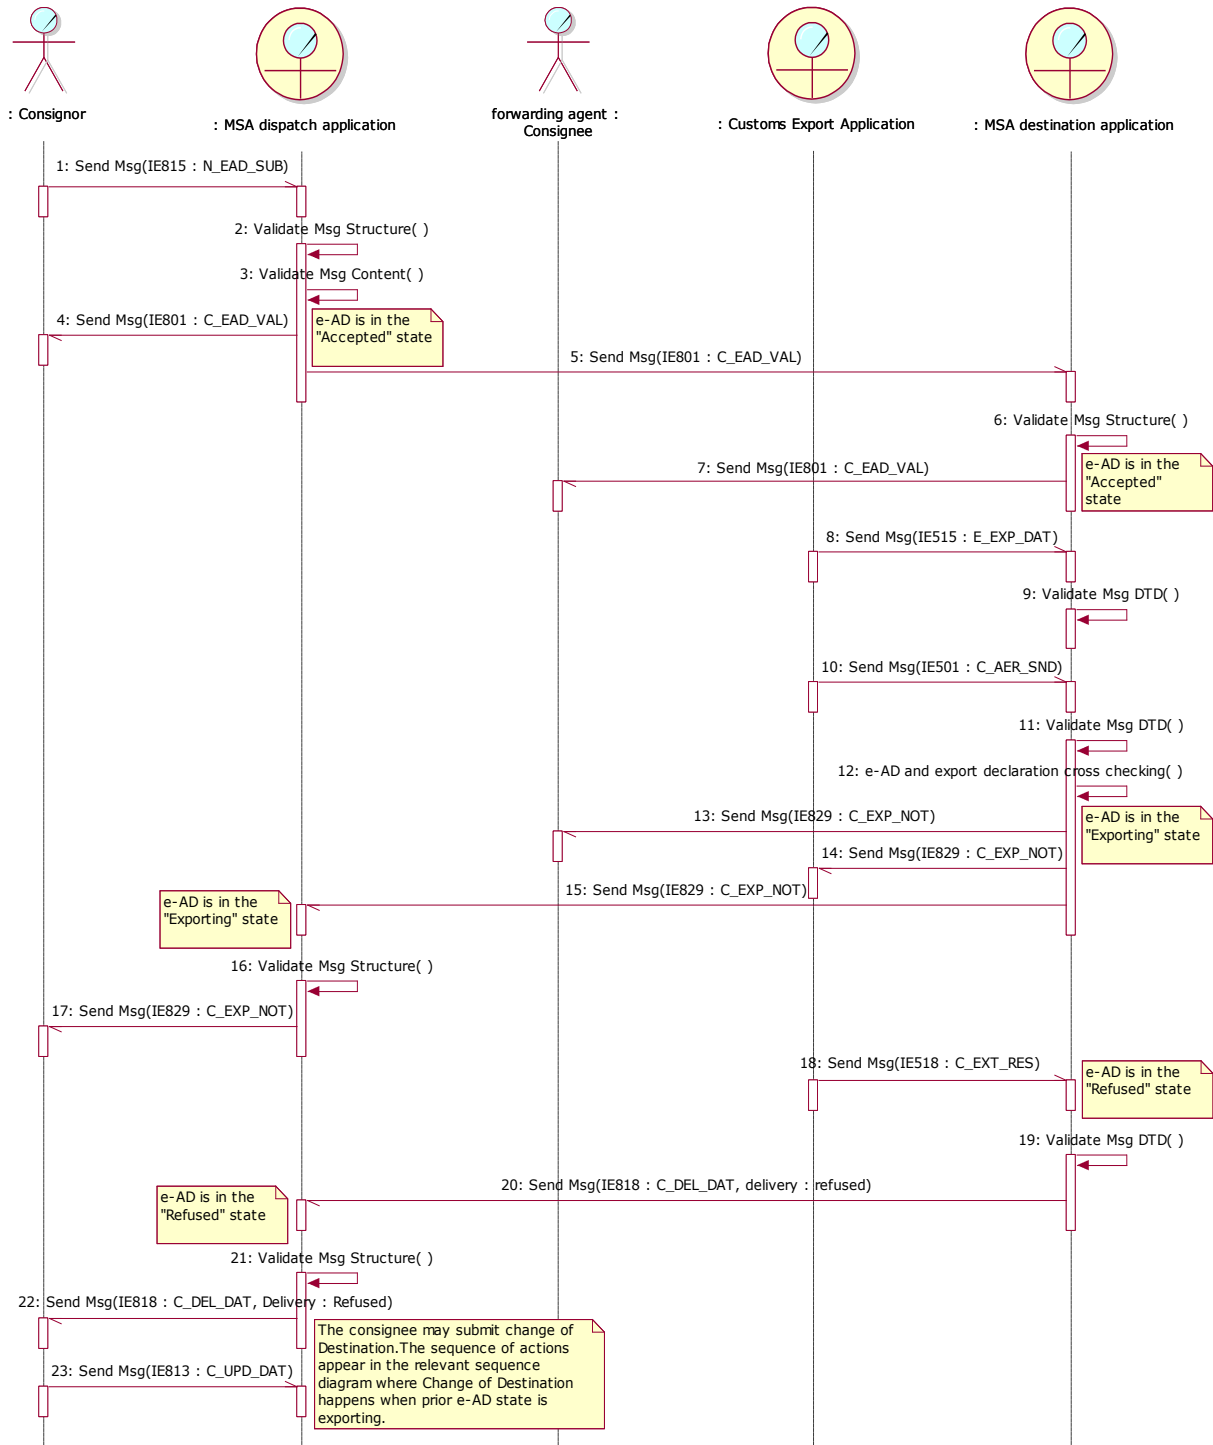 : Consignor
: MSA dispatch application
forwarding agent :
Consignee
: Customs Export Application
: MSA destination application
1: Send Msg(IE815 : N_EAD_SUB)
2: Validate Msg Structure( )
3: Validate Msg Content( )
4: Send Msg(IE801 : C_EAD_VAL)
e-AD is in the
"Accepted" state
5: Send Msg(IE801 : C_EAD_VAL)
6: Validate Msg Structure( )
7: Send Msg(IE801 : C_EAD_VAL)
e-AD is in the
"Accepted"
state
8: Send Msg(IE515 : E_EXP_DAT)
9: Validate Msg DTD( )
10: Send Msg(IE501 : C_AER_SND)
11: Validate Msg DTD( )
12: e-AD and export declaration cross checking( )
13: Send Msg(IE829 : C_EXP_NOT)
e-AD is in the
"Exporting" state
14: Send Msg(IE829 : C_EXP_NOT)
15: Send Msg(IE829 : C_EXP_NOT)
e-AD is in the
"Exporting" state
16: Validate Msg Structure( )
17: Send Msg(IE829 : C_EXP_NOT)
18: Send Msg(IE518 : C_EXT_RES)
e-AD is in the
"Refused" state
19: Validate Msg DTD( )
20: Send Msg(IE818 : C_DEL_DAT, delivery : refused)
e-AD is in the
"Refused" state
21: Validate Msg Structure( )
22: Send Msg(IE818 : C_DEL_DAT, Delivery : Refused)
23: Send Msg(IE813 : C_UPD_DAT)
The consignee may submit change of
Destination.The sequence of actions
appear in the relevant sequence
diagram where Change of Destination
happens when prior e-AD state is
exporting.